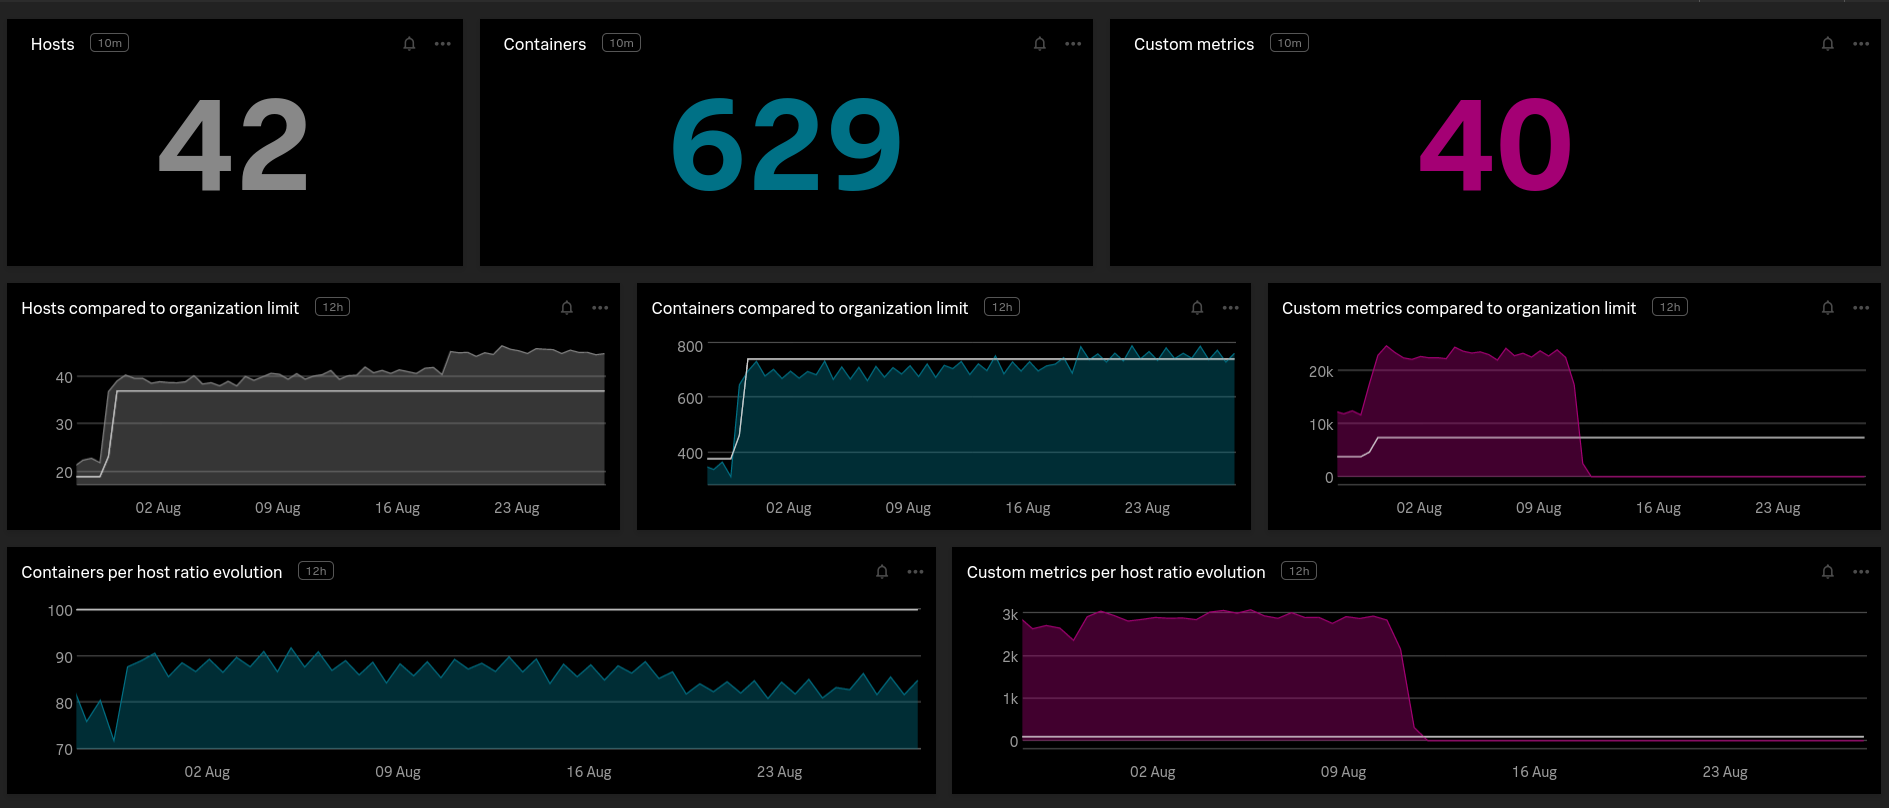 Hosts 10m
Containers 10m
Custom metrics 10m
42
629
40
Hosts compared to organization limit 12h
40
30
20
02 Aug 09 Aug 16 Aug 23 Aug
Containers compared to organization limit 12h
800
600
400
02 Aug 09 Aug 16 Aug 23 Aug
Custom metrics compared to organization limit 12h
20k
10k
0
02 Aug 09 Aug 16 Aug 23 Aug
Containers per host ratio evolution 12h
100
90
80
70
02 Aug 09 Aug 16 Aug 23 Aug
Custom metrics per host ratio evolution 12h
3k
2k
1k
0
02 Aug 09 Aug 16 Aug 23 Aug